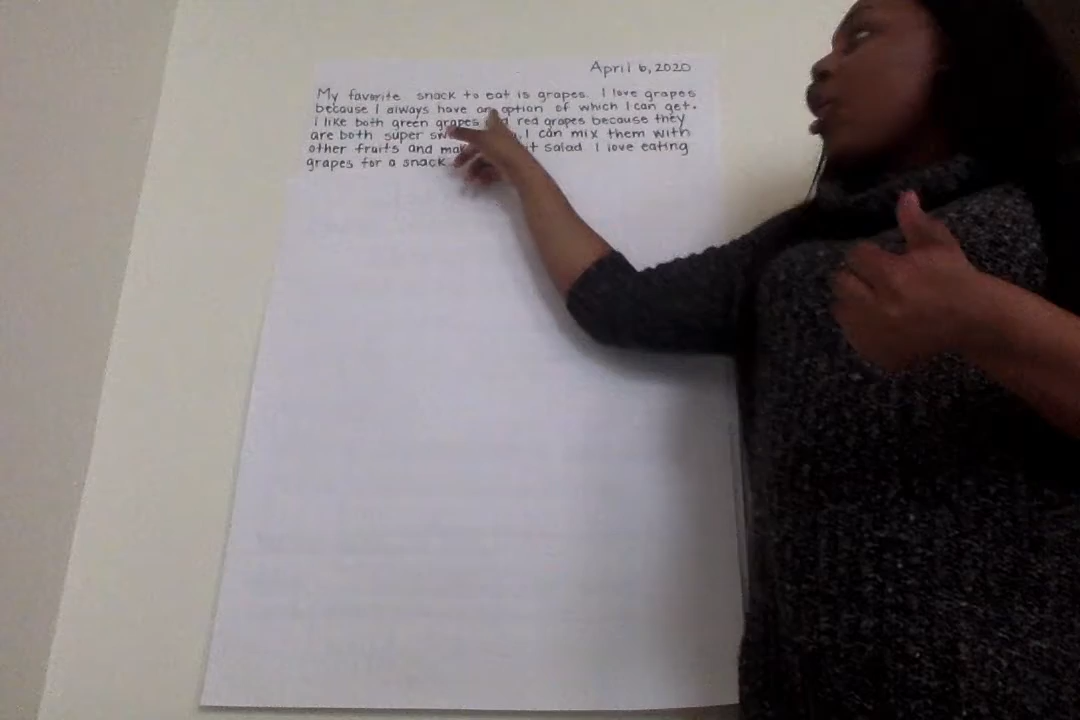 April 6, 2020
My favorite snack to eat is grapes. I love grapes
because I always have an option of which I can get.
I like both green grapes red grapes because they
are both super I can mix them with
other fruits and salad I love eating
grapes for a snack